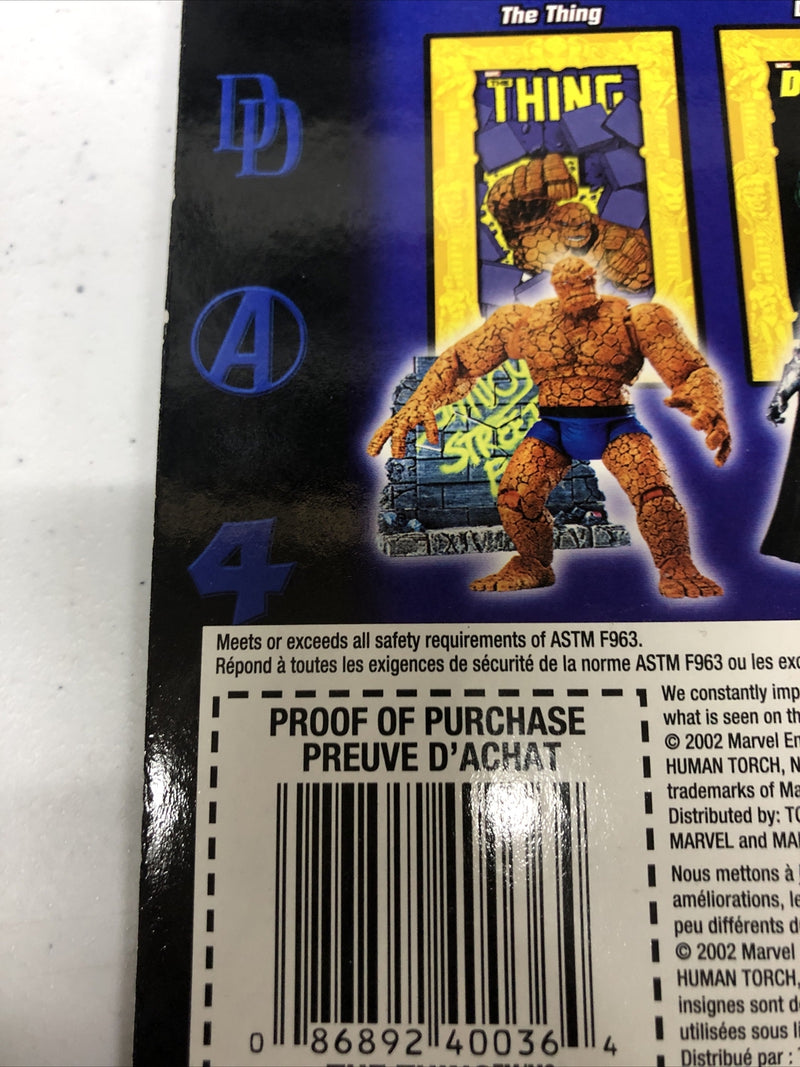 The Thing
THE
THING
D
DD
A
4
STREET
Meets or exceeds all safety requirements of ASTM F963.
Répond à toutes les exigences de sécurité de la norme ASTM F963 ou les exc
PROOF OF PURCHASE
PREUVE D'ACHAT
0 86892 40036 4
We constantly imp
what is seen on th
© 2002 Marvel En
HUMAN TORCH, N
trademarks of Ma
Distributed by: TO
MARVEL and MA
Nous mettons à
améliorations, le
peu différents d
© 2002 Marvel
HUMAN TORCH,
insignes sont d
utilisées sous li
Distribué par :